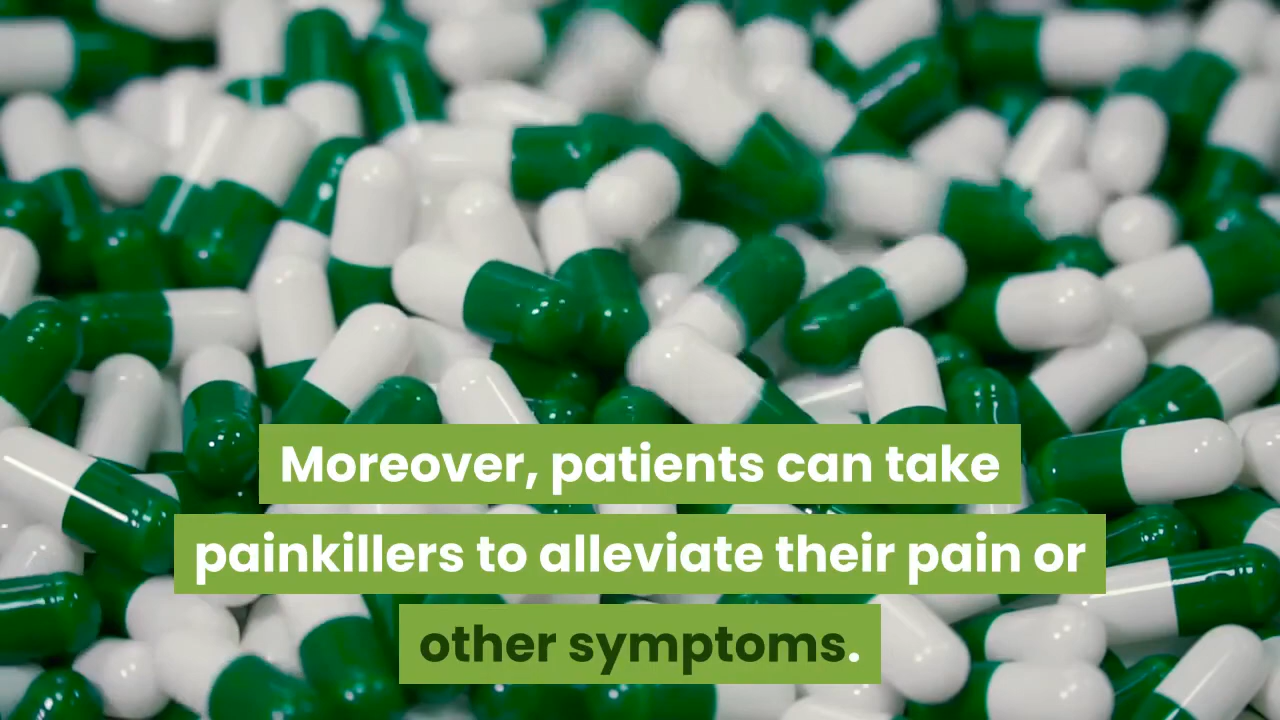 Moreover, patients can take
painkillers to alleviate their pain or
other symptoms.